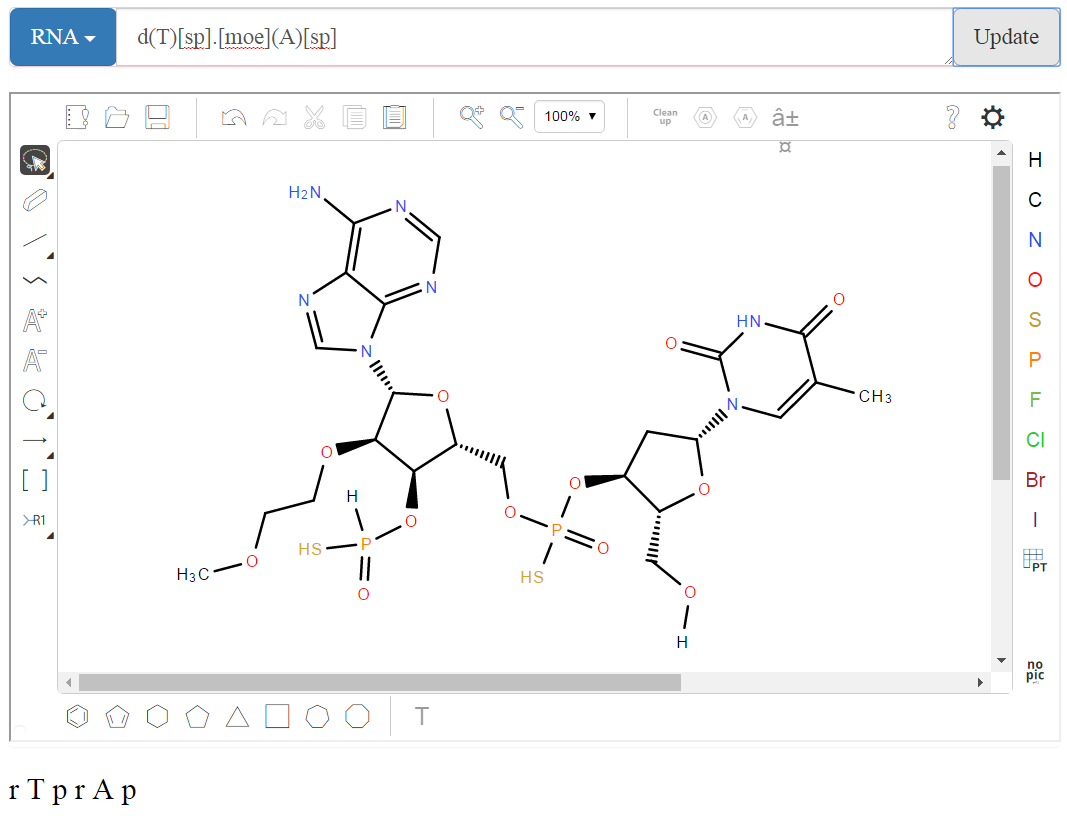 RNA
d(T)[sp].[moe](A)[sp]
Update
100%
Clean
up
A
A
â±
¤
?
H
C
N
O
S
P
F
Cl
Br
I
PT
no
pic
A+
A-
[ ]
R1
T
H2N
N
N
N
N
HN
O
O
N
CH3
O
O
O
O
H
O
O
P
O
HS
P
HS
O
H3C
O
O
O
H
r T p r A p